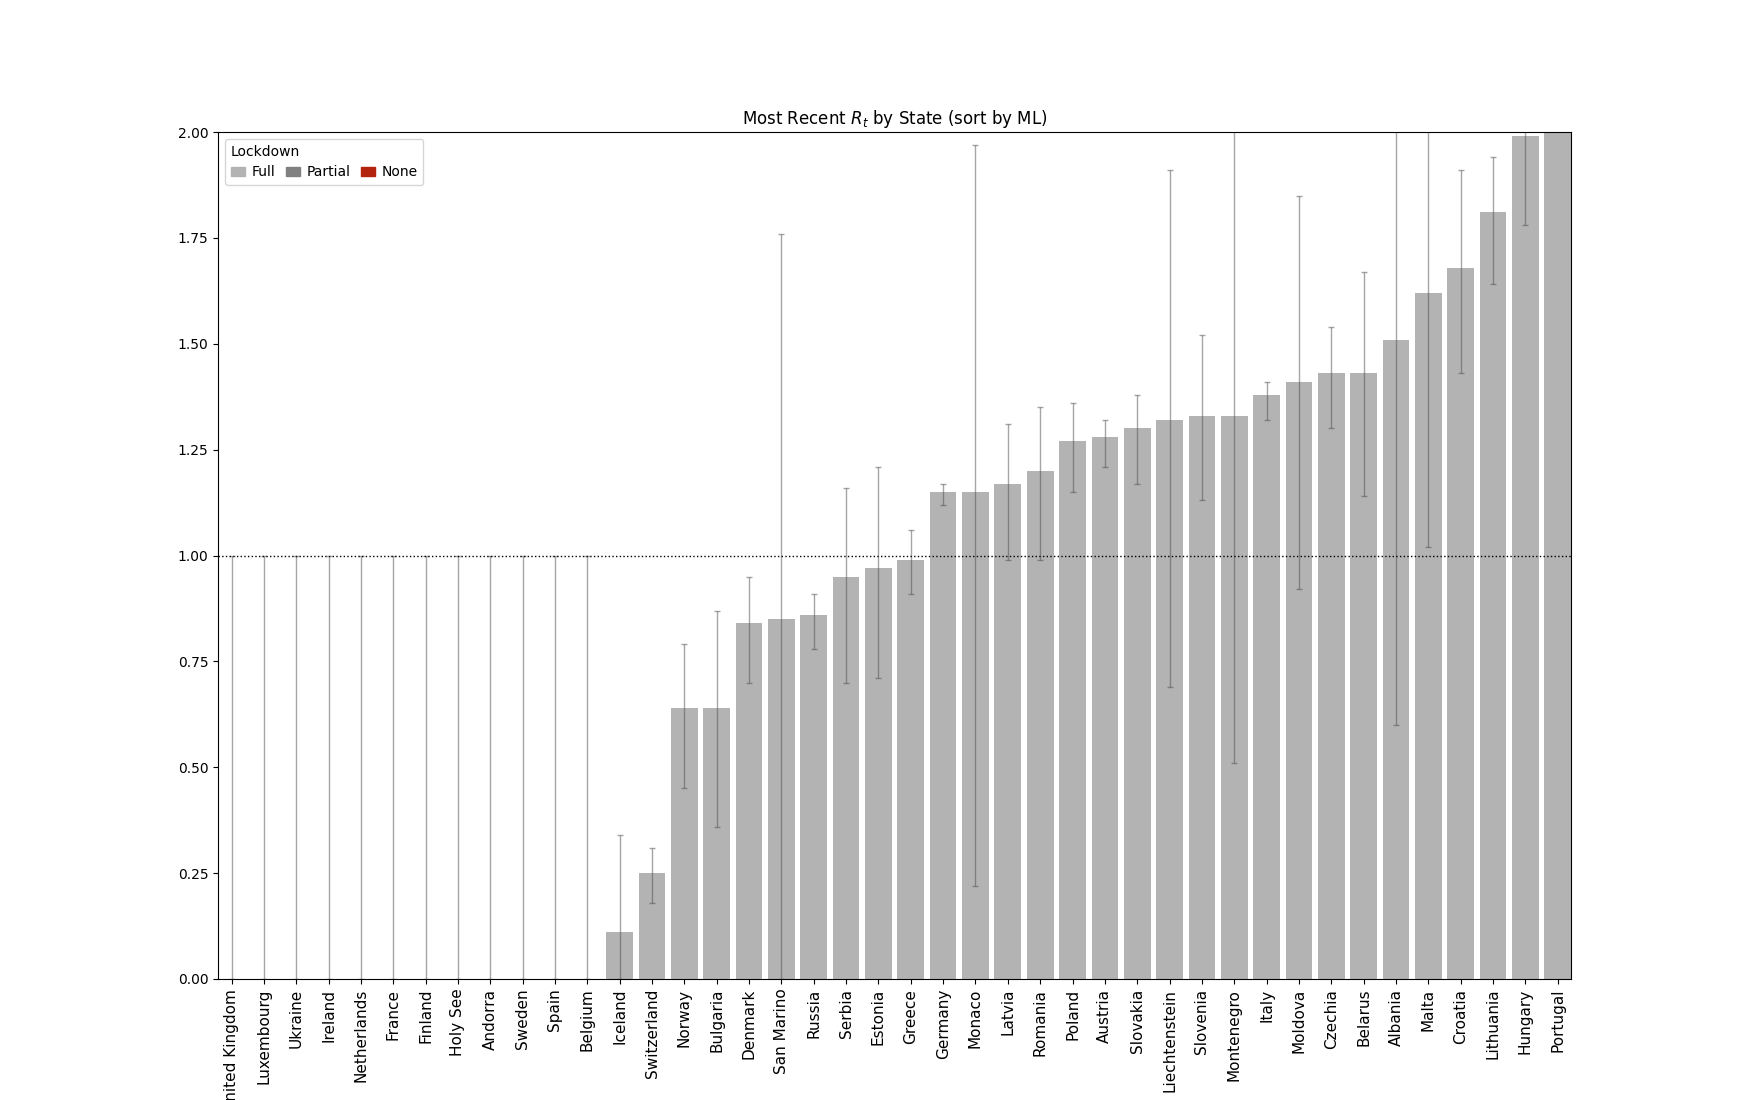 Most Recent Rt by State (sort by ML)
2.00
Lockdown
Full Partial None
1.75
1.50
1.25
1.00
0.75
0.50
0.25
0.00
nited Kingdom
Luxembourg
Ukraine
Ireland
Netherlands
France
Finland
Holy See
Andorra
Sweden
Spain
Belgium
Iceland
Switzerland
Norway
Bulgaria
Denmark
San Marino
Russia
Serbia
Estonia
Greece
Germany
Monaco
Latvia
Romania
Poland
Austria
Slovakia
Liechtenstein
Slovenia
Montenegro
Italy
Moldova
Czechia
Belarus
Albania
Malta
Croatia
Lithuania
Hungary
Portugal